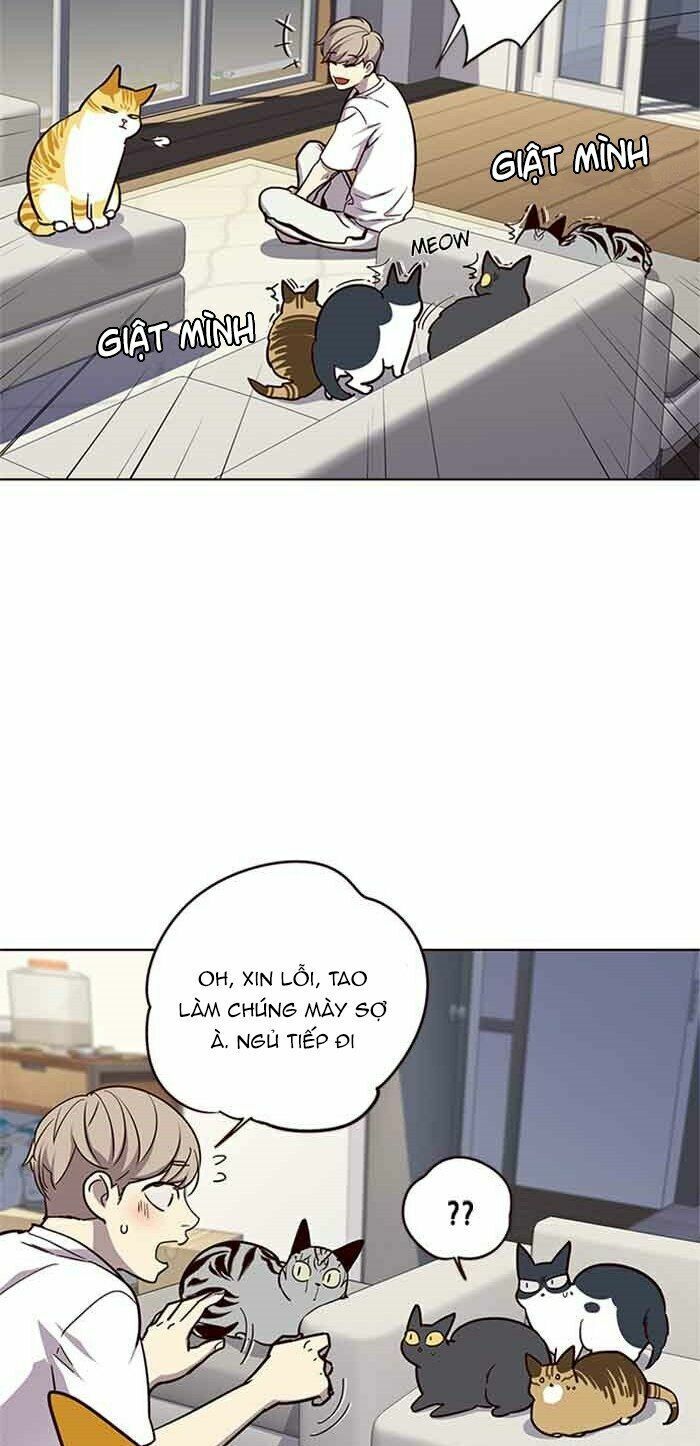 GIẬT MÌNH
MEOW
GIẬT MÌNH
OH, XIN LỖI, TAO
LÀM CHÚNG MÀY SỢ
À. NGỦ TIẾP ĐI
??